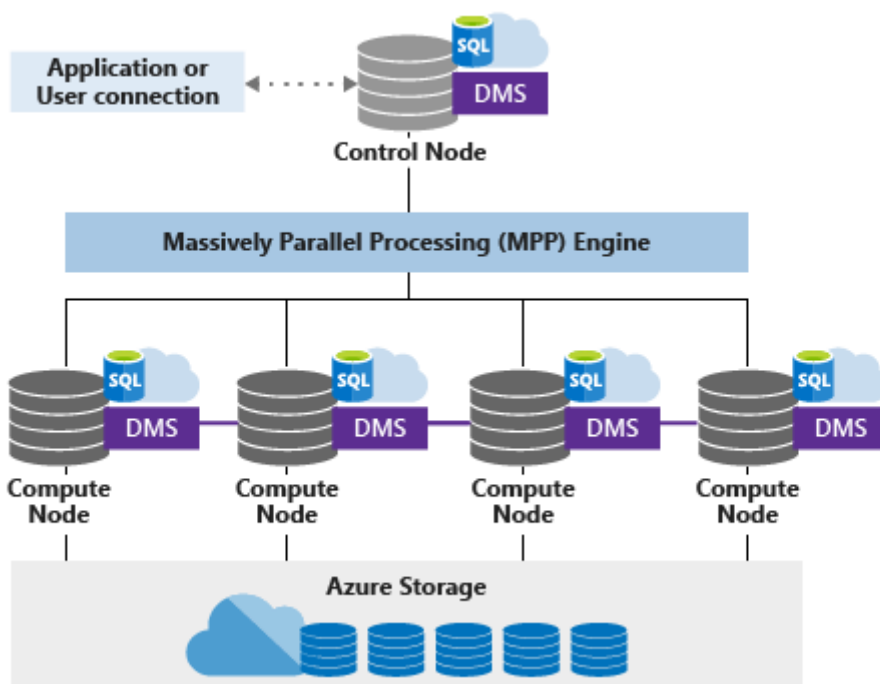 SQL
Application or
User connection
DMS
Control Node
Massively Parallel Processing (MPP) Engine
SQL
SQL
SQL
SQL
DMS
DMS
DMS
DMS
Compute
Node
Compute
Node
Compute
Node
Compute
Node
Azure Storage